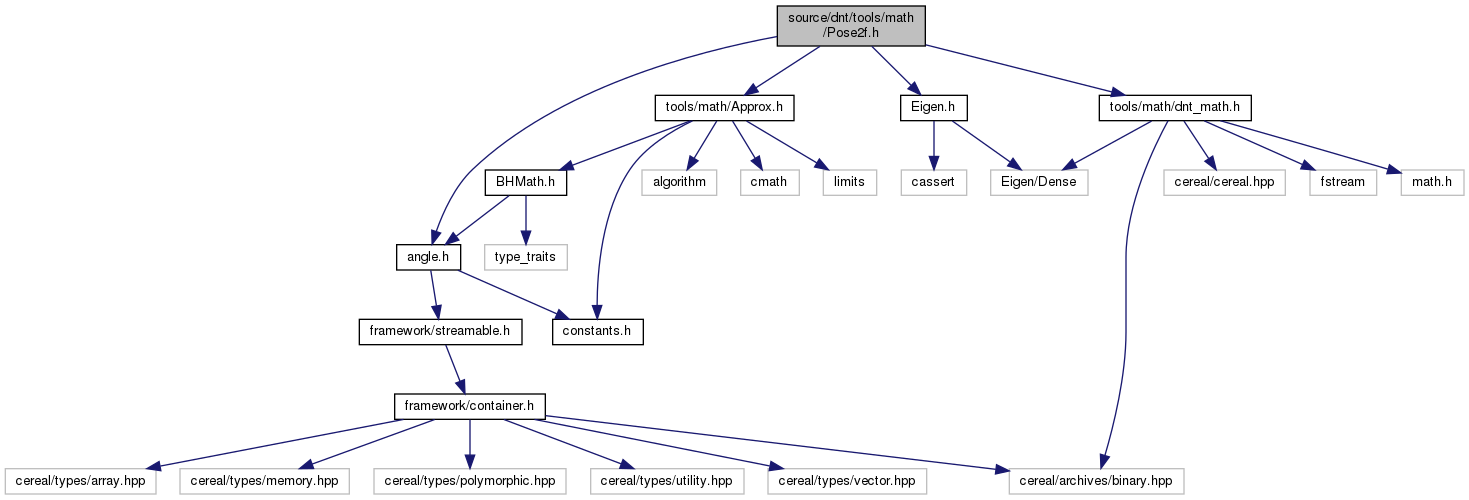 source/dnt/tools/math
/Pose2f.h
tools/math/Approx.h
Eigen.h
tools/math/dnt_math.h
BHMath.h
algorithm
cmath
limits
cassert
Eigen/Dense
cereal/cereal.hpp
fstream
math.h
angle.h
type_traits
framework/streamable.h
constants.h
framework/container.h
cereal/types/array.hpp
cereal/types/memory.hpp
cereal/types/polymorphic.hpp
cereal/types/utility.hpp
cereal/types/vector.hpp
cereal/archives/binary.hpp